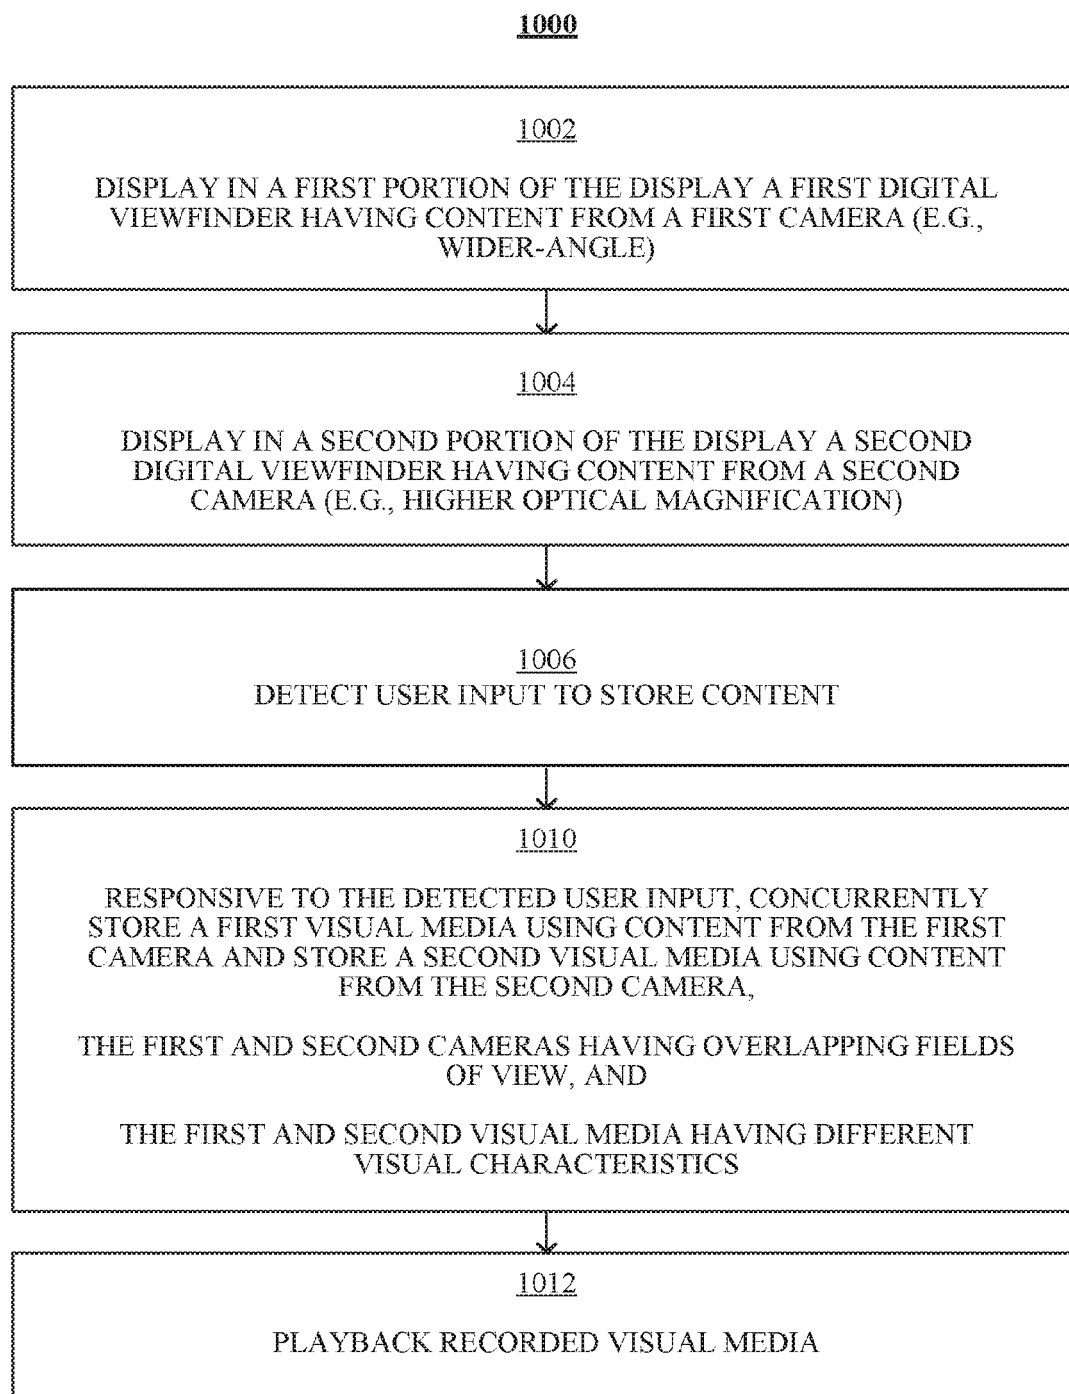 1000
1002
DISPLAY IN A FIRST PORTION OF THE DISPLAY A FIRST DIGITAL
VIEWFINDER HAVING CONTENT FROM A FIRST CAMERA (E.G.,
WIDER-ANGLE)
1004
DISPLAY IN A SECOND PORTION OF THE DISPLAY A SECOND
DIGITAL VIEWFINDER HAVING CONTENT FROM A SECOND
CAMERA (E.G., HIGHER OPTICAL MAGNIFICATION)
1006
DETECT USER INPUT TO STORE CONTENT
1010
RESPONSIVE TO THE DETECTED USER INPUT, CONCURRENTLY
STORE A FIRST VISUAL MEDIA USING CONTENT FROM THE FIRST
CAMERA AND STORE A SECOND VISUAL MEDIA USING CONTENT
FROM THE SECOND CAMERA,
THE FIRST AND SECOND CAMERAS HAVING OVERLAPPING FIELDS
OF VIEW, AND
THE FIRST AND SECOND VISUAL MEDIA HAVING DIFFERENT
VISUAL CHARACTERISTICS
1012
PLAYBACK RECORDED VISUAL MEDIA